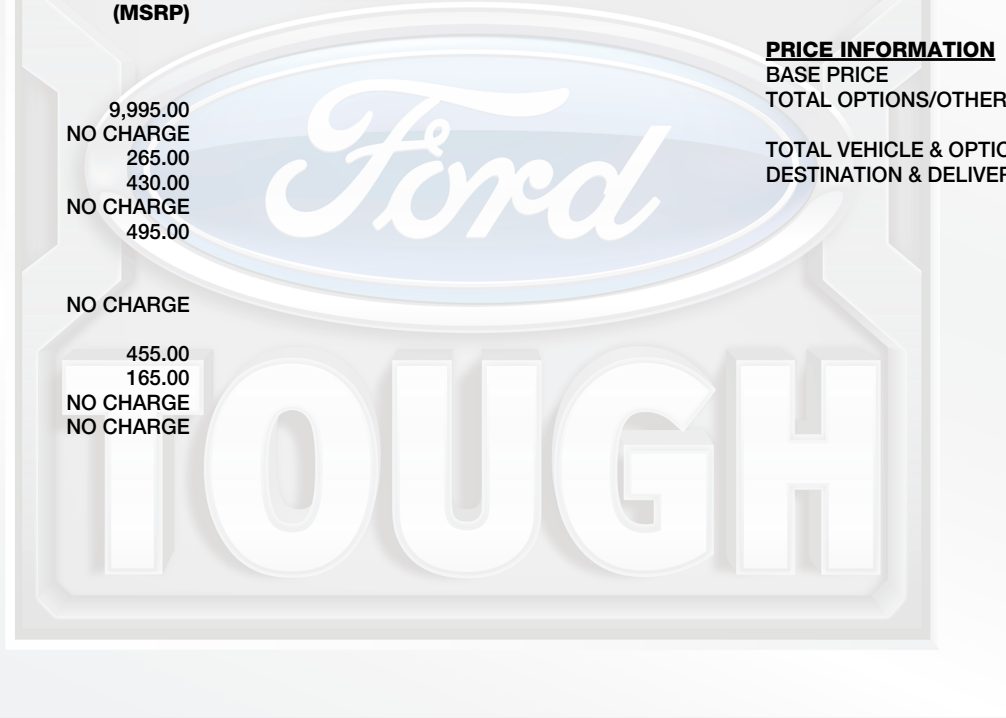 (MSRP)
9,995.00
NO CHARGE
265.00
430.00
NO CHARGE
495.00
NO CHARGE
455.00
165.00
NO CHARGE
NO CHARGE
PRICE INFORMATION
BASE PRICE
TOTAL OPTIONS/OTHER
TOTAL VEHICLE & OPTIO
DESTINATION & DELIVER
Ford
TOUGH